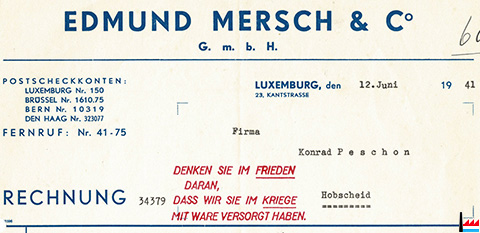 EDMUND MERSCH & Cº
G. m. b. H.
POSTSCHECKKONTEN:
LUXEMBURG Nr. 150
BRÜSSEL Nr. 1610.75
BERN Nr. 10319
DEN HAAG Nr. 323077
FERNRUF: Nr. 41-75
LUXEMBURG, den 12.Juni 19 41
23, KANTSTRASSE
Firma
Konrad Peschon
DENKEN SIE IM FRIEDEN
DARAN,
DASS WIR SIE IM KRIEGE
MIT WARE VERSORGT HABEN.
RECHNUNG 34379
Hobscheid